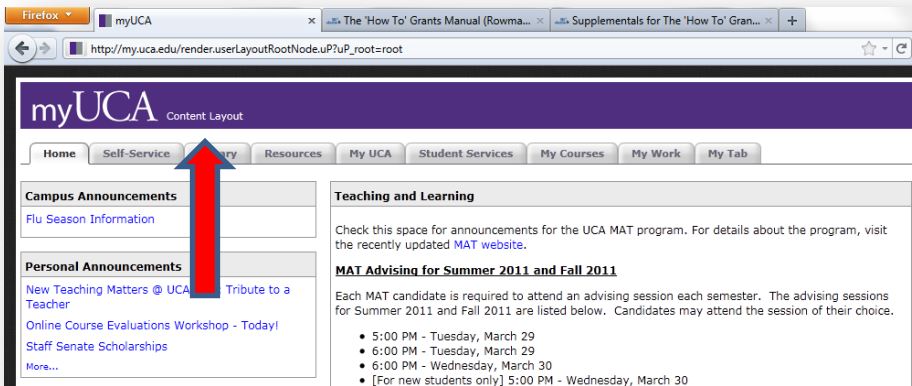 Firefox
myUCA
The 'How To' Grants Manual (Rowma...
Supplementals for The 'How To' Gran...
http://my.uca.edu/render.userLayoutRootNode.uP?uP_root=root
myUCA Content Layout
Home Self-Service Resources My UCA Student Services My Courses My Work My Tab
Campus Announcements
Flu Season Information
Personal Announcements
New Teaching Matters @ UCA Tribute to a
Teacher
Online Course Evaluations Workshop - Today!
Staff Senate Scholarships
More...
Teaching and Learning
Check this space for announcements for the UCA MAT program. For details about the program, visit
the recently updated MAT website.
MAT Advising for Summer 2011 and Fall 2011
Each MAT candidate is required to attend an advising session each semester. The advising sessions
for Summer 2011 and Fall 2011 are listed below. Candidates may attend the session of their choice.
• 5:00 PM - Tuesday, March 29
• 6:00 PM - Tuesday, March 29
• 6:00 PM - Wednesday, March 30
• [For new students only] 5:00 PM - Wednesday, March 30